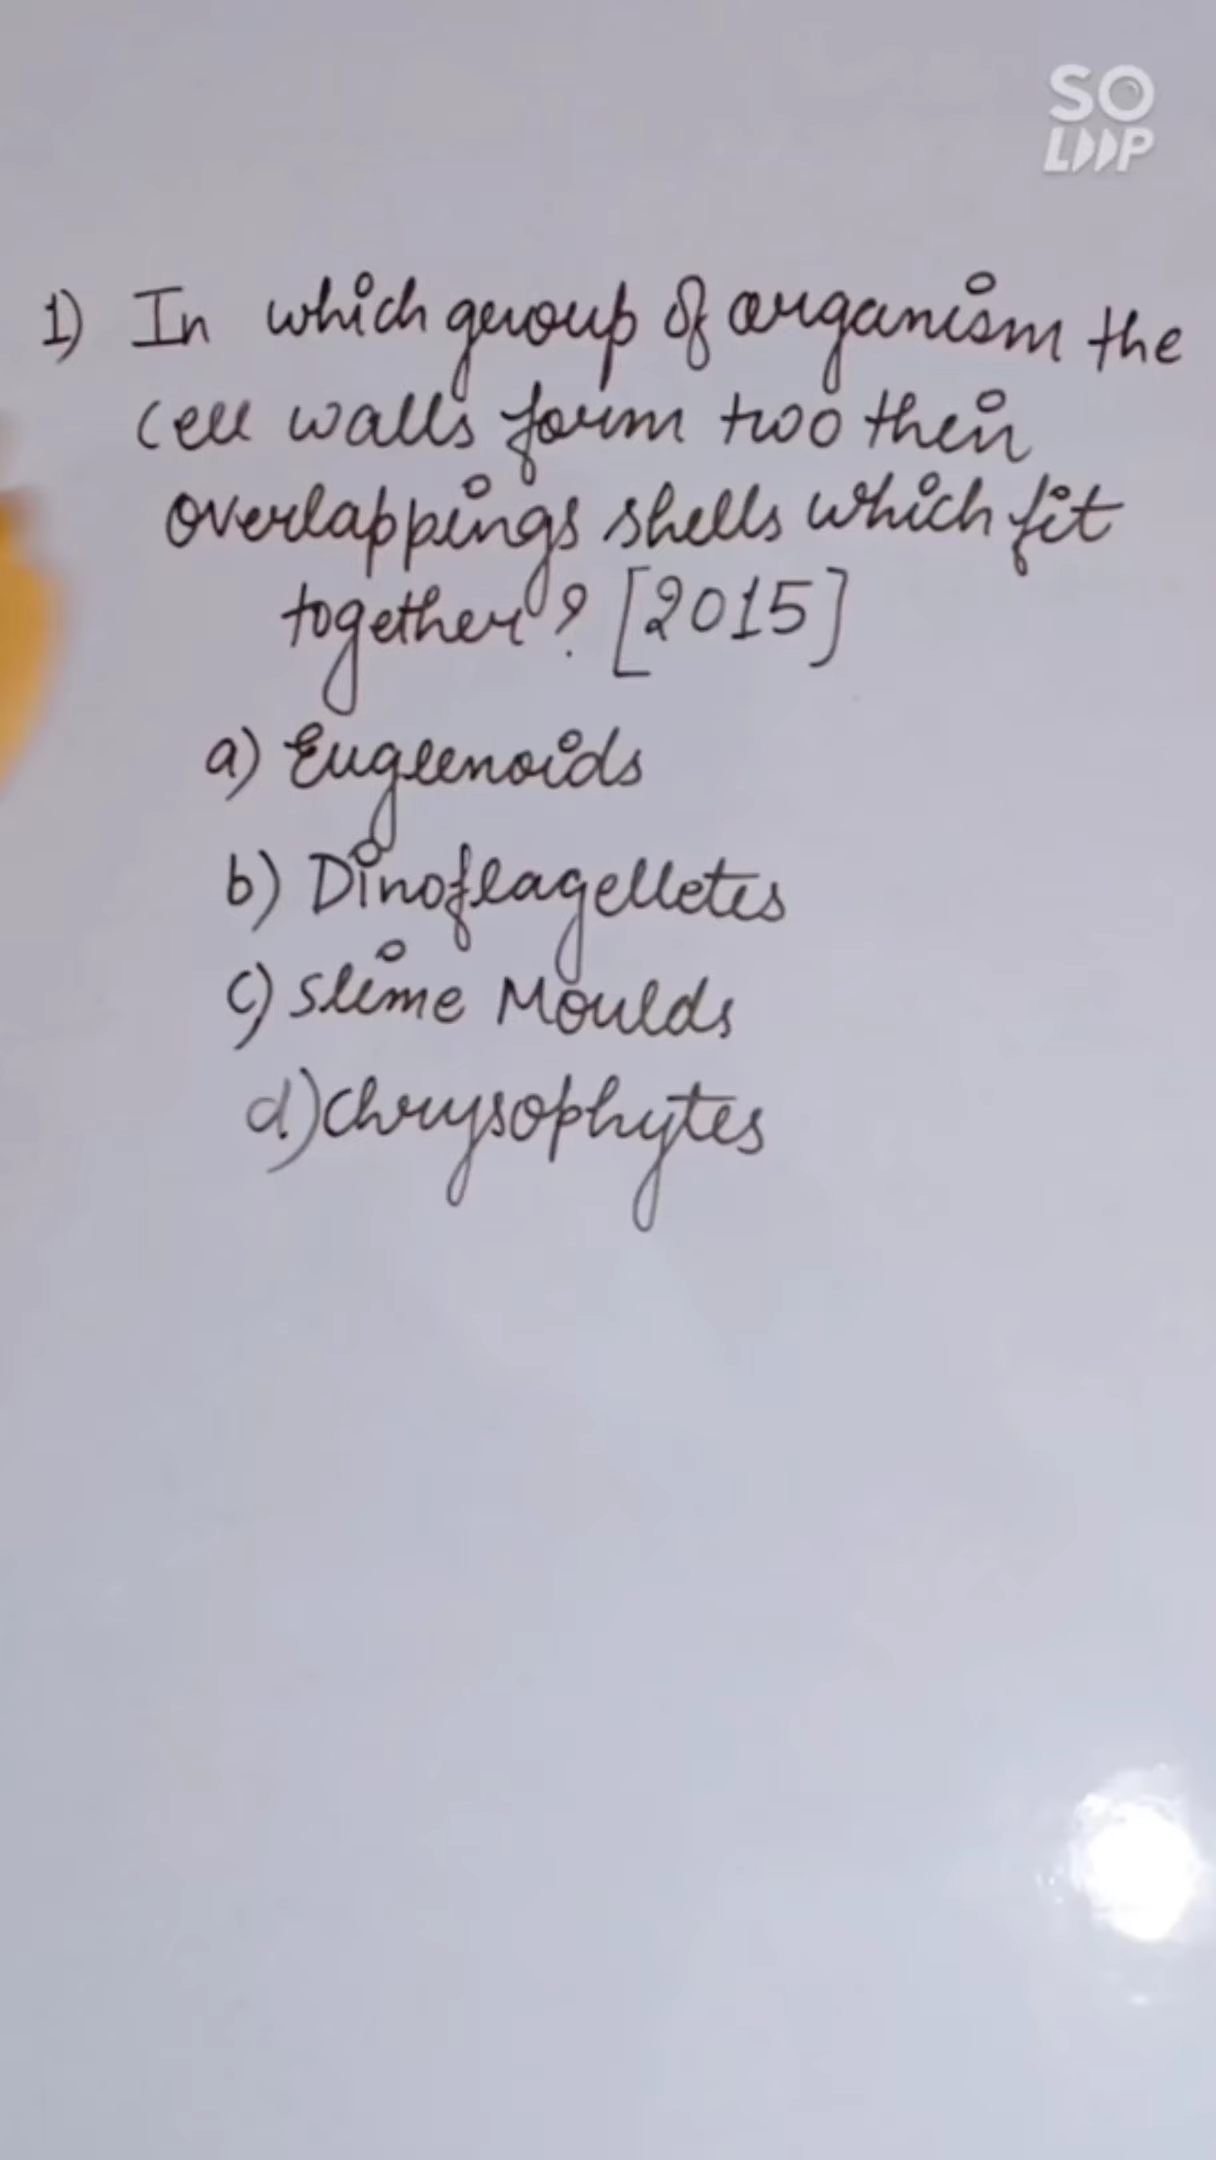 SO
LOOP
1) In which group of organism the
cell walls form two thin
overlappings shells which fit
together? [2015]
a) Eugleenoids
b) Dinoflagelletes
c) Slime Moulds
d) Chrysophytes